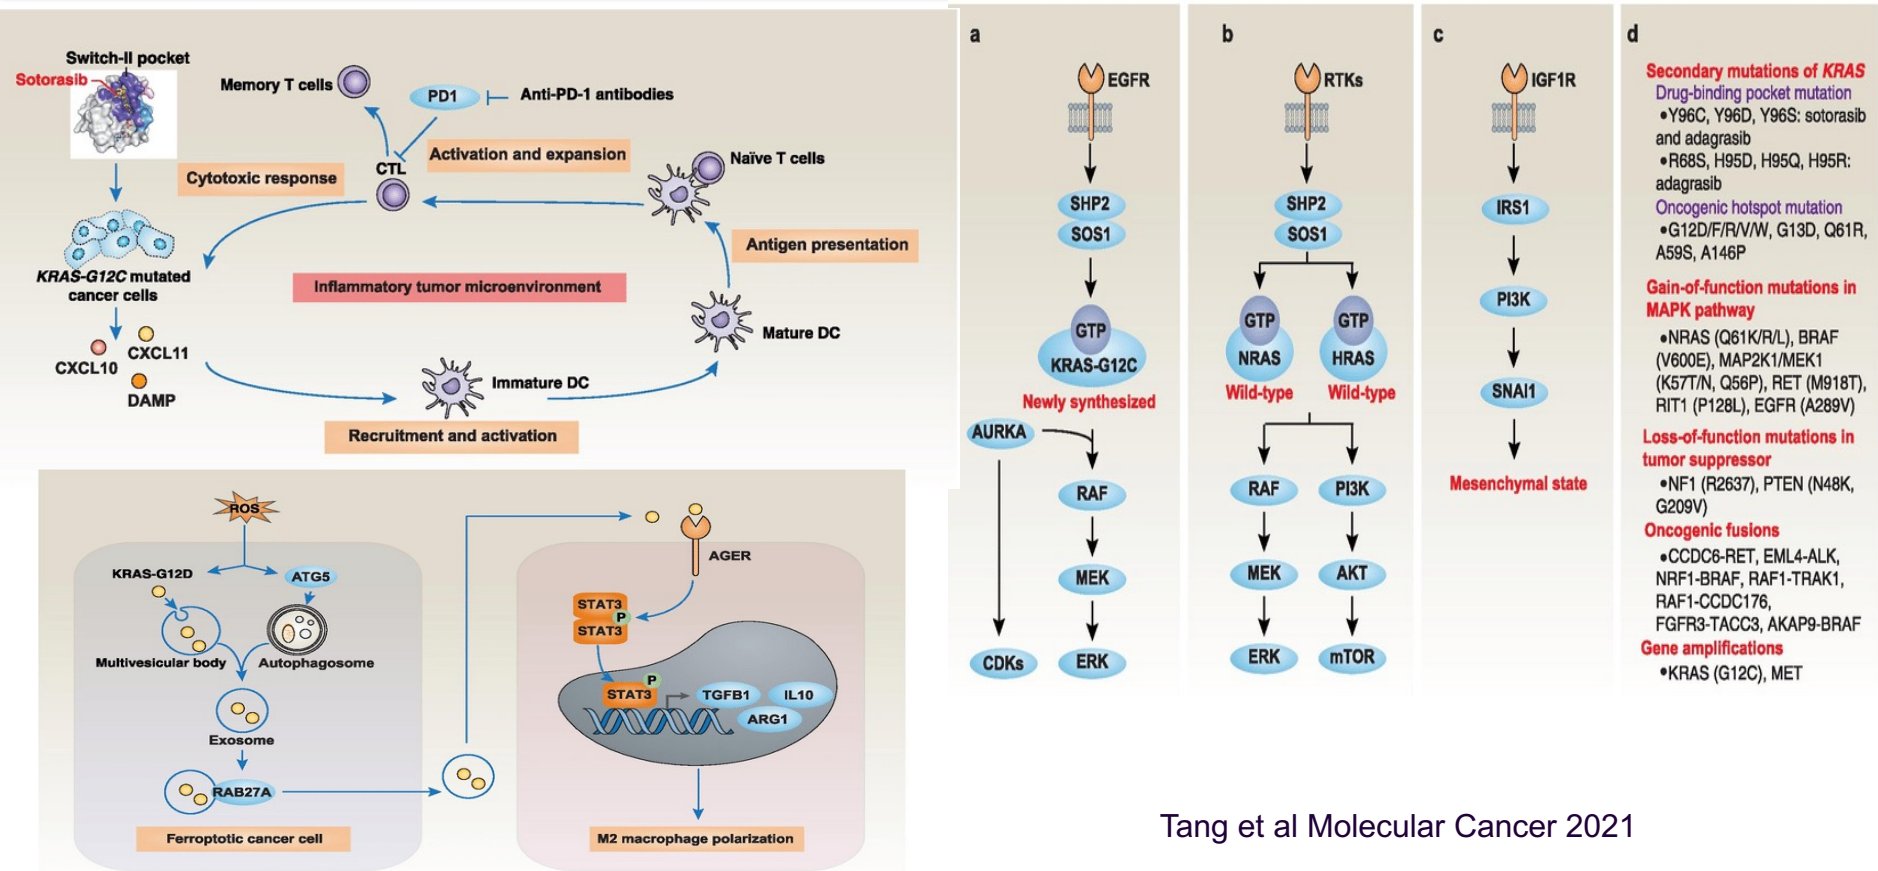 Switch-II pocket
Sotorasib
Memory T cells
PD1
Anti-PD-1 antibodies
Activation and expansion
CTL
Naïve T cells
Cytotoxic response
Antigen presentation
KRAS-G12C mutated
cancer cells
Inflammatory tumor microenvironment
Mature DC
CXCL11
CXCL10
DAMP
Immature DC
Recruitment and activation
ROS
KRAS-G12D
ATG5
Multivesicular body
Autophagosome
Exosome
RAB27A
Ferroptotic cancer cell
AGER
STAT3
P
STAT3
P
STAT3
TGFB1
IL10
ARG1
M2 macrophage polarization
a
EGFR
SHP2
SOS1
GTP
KRAS-G12C
Newly synthesized
AURKA
RAF
MEK
CDKs
ERK
b
RTKs
SHP2
SOS1
GTP
GTP
NRAS
HRAS
Wild-type
Wild-type
RAF
PI3K
MEK
AKT
ERK
mTOR
c
IGF1R
IRS1
PI3K
SNAI1
Mesenchymal state
d
Secondary mutations of KRAS
Drug-binding pocket mutation
•Y96C, Y96D, Y96S: sotorasib
and adagrasib
•R68S, H95D, H95Q, H95R:
adagrasib
Oncogenic hotspot mutation
•G12D/F/R/V/W, G13D, Q61R,
A59S, A146P
Gain-of-function mutations in
MAPK pathway
•NRAS (Q61K/R/L), BRAF
(V600E), MAP2K1/MEK1
(K57T/N, Q56P), RET (M918T),
RIT1 (P128L), EGFR (A289V)
Loss-of-function mutations in
tumor suppressor
•NF1 (R2637), PTEN (N48K,
G209V)
Oncogenic fusions
•CCDC6-RET, EML4-ALK,
NRF1-BRAF, RAF1-TRAK1,
RAF1-CCDC176,
FGFR3-TACC3, AKAP9-BRAF
Gene amplifications
•KRAS (G12C), MET
Tang et al Molecular Cancer 2021